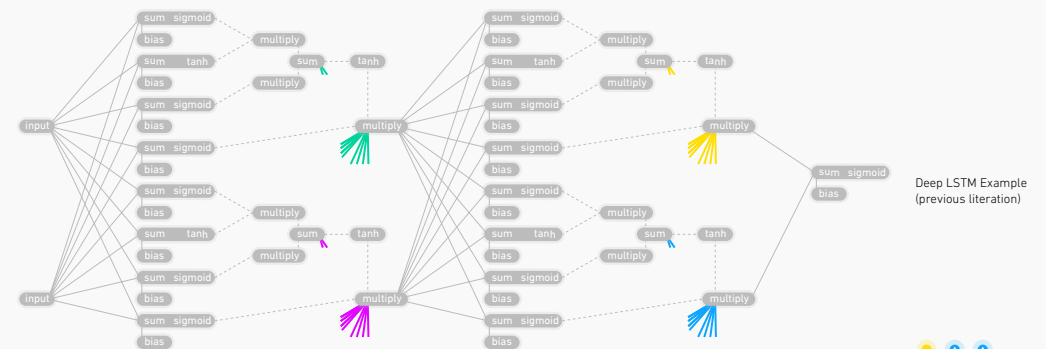 sum sigmoid
sum sigmoid
bias
multiply
bias
multiply
sum tanh
sum
tanh
sum tanh
sum
tanh
bias
multiply
bias
multiply
sum sigmoid
sum sigmoid
input
bias
multiply
bias
multiply
sum sigmoid
sum sigmoid
bias
bias
sum sigmoid
Deep LSTM Example
(previous literation)
sum sigmoid
sum sigmoid
bias
bias
multiply
bias
multiply
sum tanh
sum
tanh
sum tanh
sum
tanh
bias
multiply
bias
multiply
sum sigmoid
sum sigmoid
input
bias
multiply
bias
multiply
sum sigmoid
sum sigmoid
bias
bias